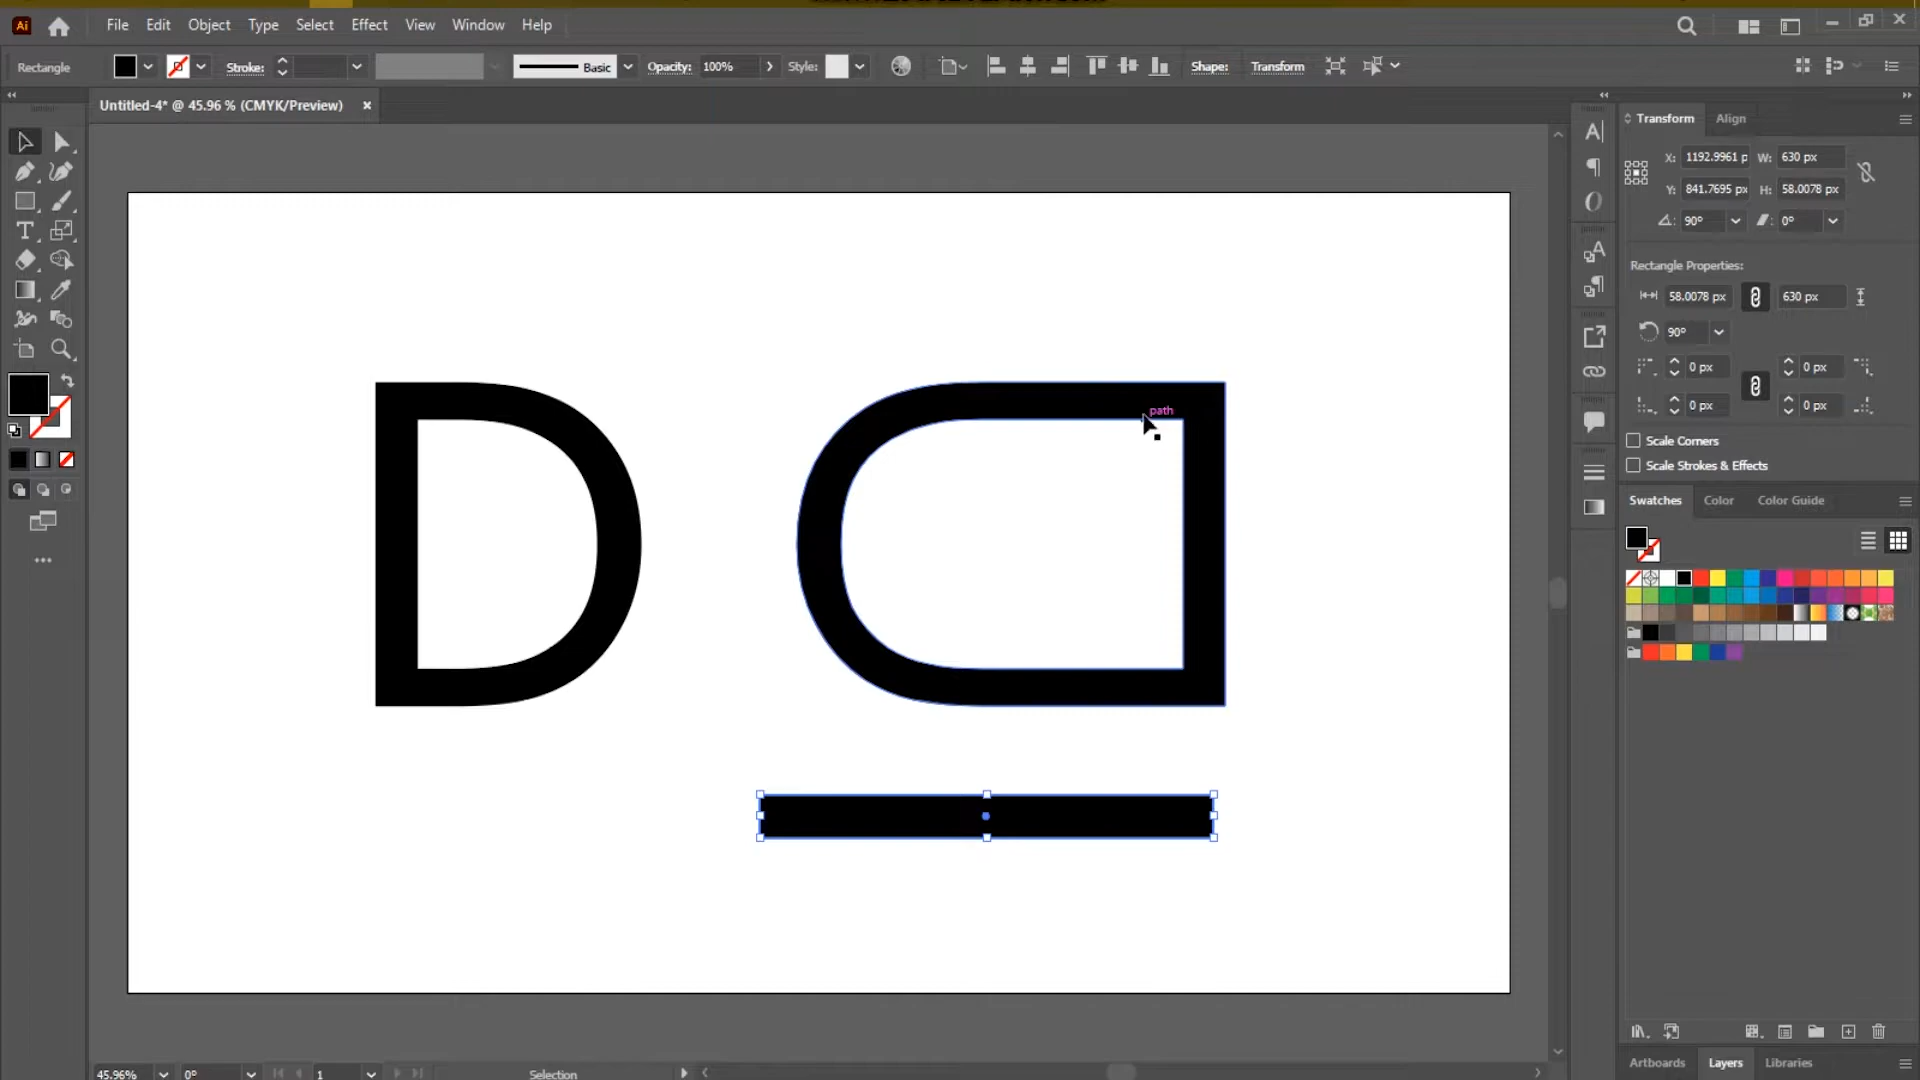 File Edit Object Type Select Effect View Window Help
Rectangle Stroke: Basic Opacity: 100% Style: Shape: Transform
Untitled-4* @ 45.96 % (CMYK/Preview)
Transform Align
X: 1192.9961 p W: 630 px
Y: 841.7695 px H: 58.0078 px
90° 0°
Rectangle Properties:
58.0078 px 630 px
90°
0 px 0 px
0 px 0 px
Scale Corners
Scale Strokes & Effects
Swatches Color Color Guide
path
D
Artboards Layers Libraries
45.96% 0° 1 Selection